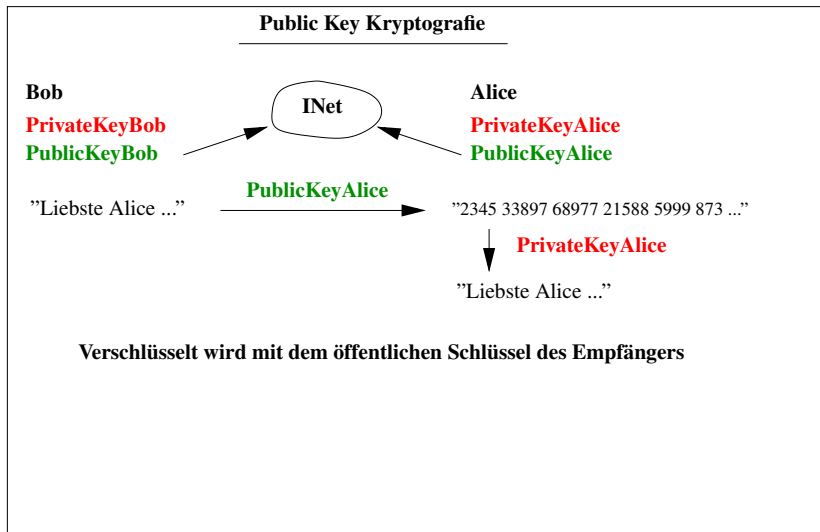 Public Key Kryptografie
Bob
INet
Alice
PrivateKeyBob
PrivateKeyAlice
PublicKeyBob
PublicKeyAlice
PublicKeyAlice
”Liebste Alice ...”
”2345 33897 68977 21588 5999 873 ...”
PrivateKeyAlice
”Liebste Alice ...”
Verschlüsselt wird mit dem öffentlichen Schlüssel des Empfängers